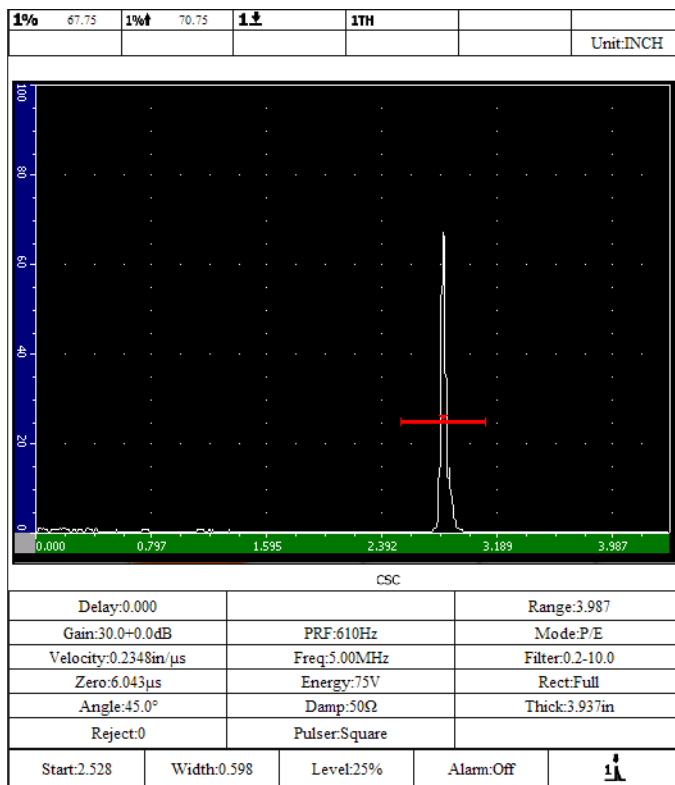 1% 67.75 1% 70.75 1 1TH
Unit:INCH
100
80
60
40
20
0
0.000 0.797 1.595 2.392 3.189 3.987
CSC
Delay:0.000 Range:3.987
Gain:30.0+0.0dB PRF:610Hz Mode:P/E
Velocity:0.2348in/µs Freq:5.00MHz Filter:0.2-10.0
Zero:6.043µs Energy:75V Rect:Full
Angle:45.0° Damp:50Ω Thick:3.937in
Reject:0 Pulser:Square
Start:2.528 Width:0.598 Level:25% Alarm:Off 1